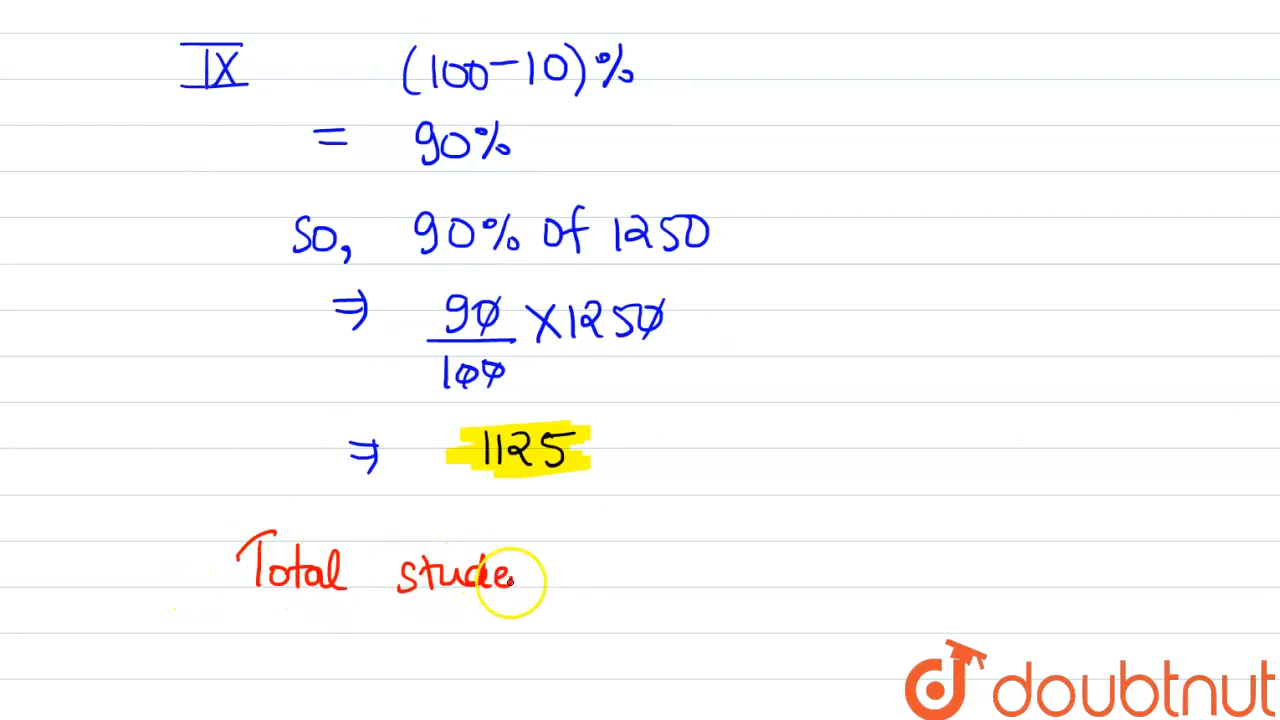 IX (100-10)%
= 90%
so, 90% of 1250
⇒ 90/100 X 1250
⇒ 1125
Total stude
doubtnut